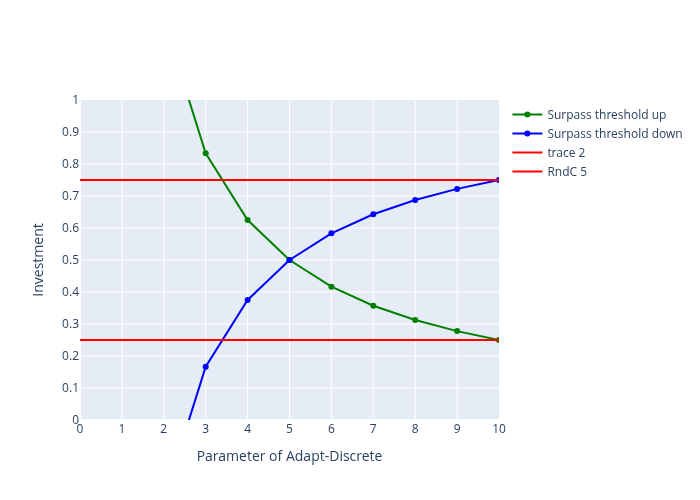 1
0.9
0.8
0.7
0.6
0.5
0.4
0.3
0.2
0.1
0
Investment
0 1 2 3 4 5 6 7 8 9 10
Parameter of Adapt-Discrete
Surpass threshold up
Surpass threshold down
trace 2
RndC 5